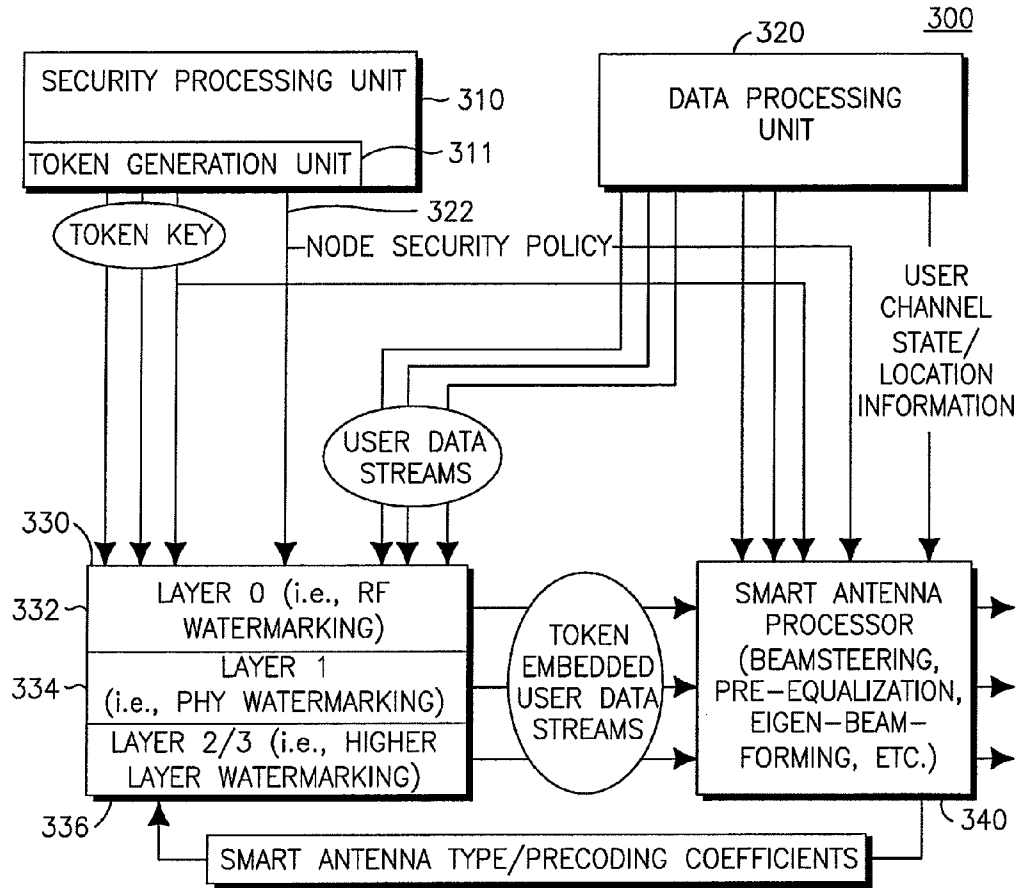 300
320
SECURITY PROCESSING UNIT
310
TOKEN GENERATION UNIT
311
DATA PROCESSING
UNIT
TOKEN KEY
322
NODE SECURITY POLICY
USER
CHANNEL
STATE/
LOCATION
INFORMATION
USER DATA
STREAMS
330
332
LAYER 0 (i.e., RF
WATERMARKING)
334
LAYER 1
(i.e., PHY WATERMARKING)
LAYER 2/3 (i.e., HIGHER
LAYER WATERMARKING)
336
TOKEN
EMBEDDED
USER DATA
STREAMS
SMART ANTENNA
PROCESSOR
(BEAMSTEERING,
PRE-EQUALIZATION,
EIGEN-BEAM-
FORMING, ETC.)
340
SMART ANTENNA TYPE/PRECODING COEFFICIENTS